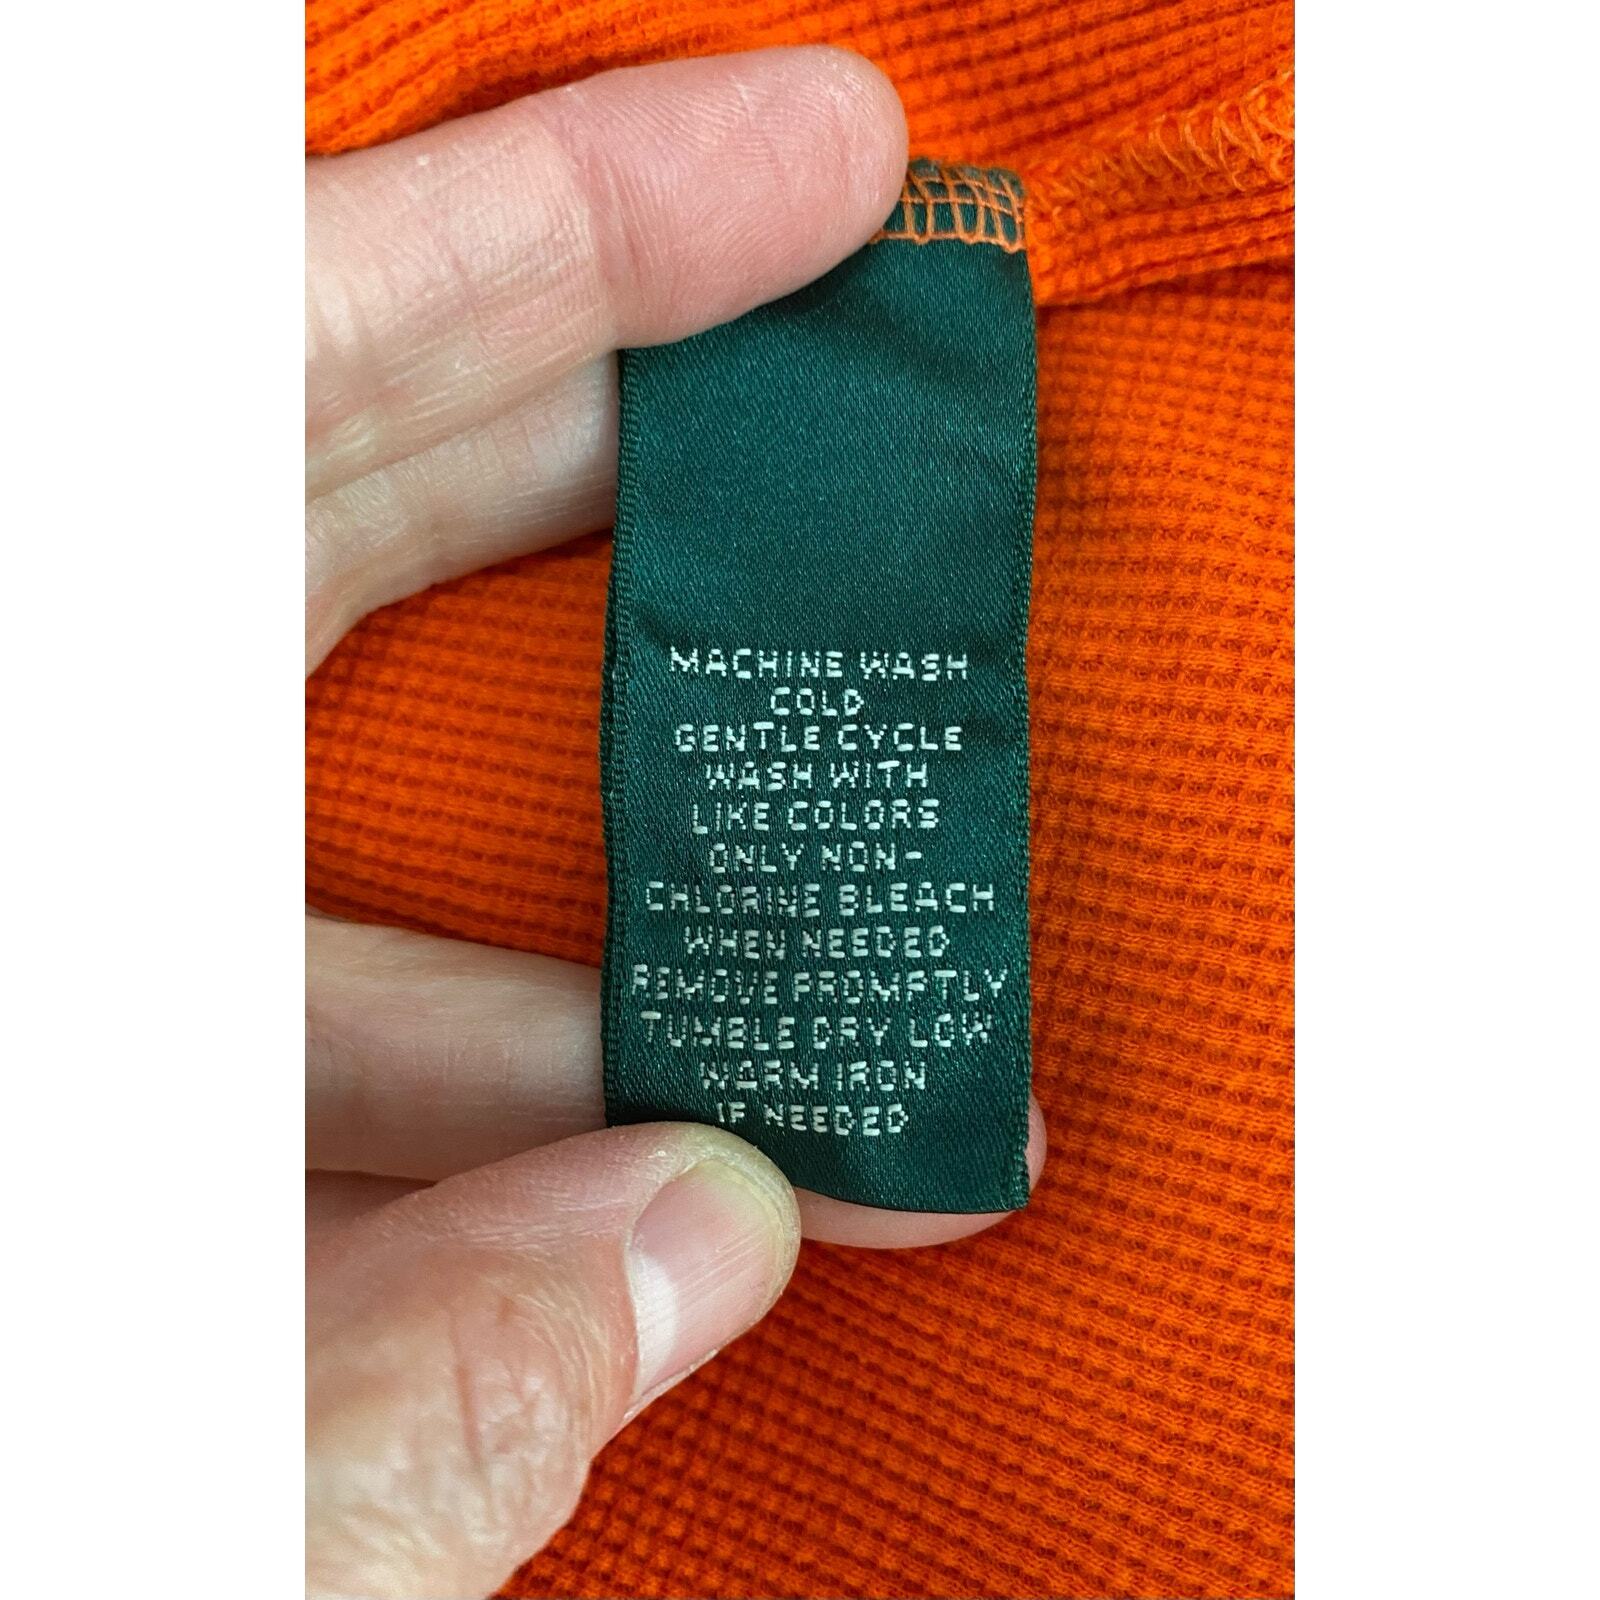 MACHINE WASH
COLD
GENTLE CYCLE
WASH WITH
LIKE COLORS
ONLY NON-
CHLORINE BLEACH
WHEN NEEDED
REMOVE PROMPTLY
TUMBLE DRY LOW
WARM IRON
IF NEEDED